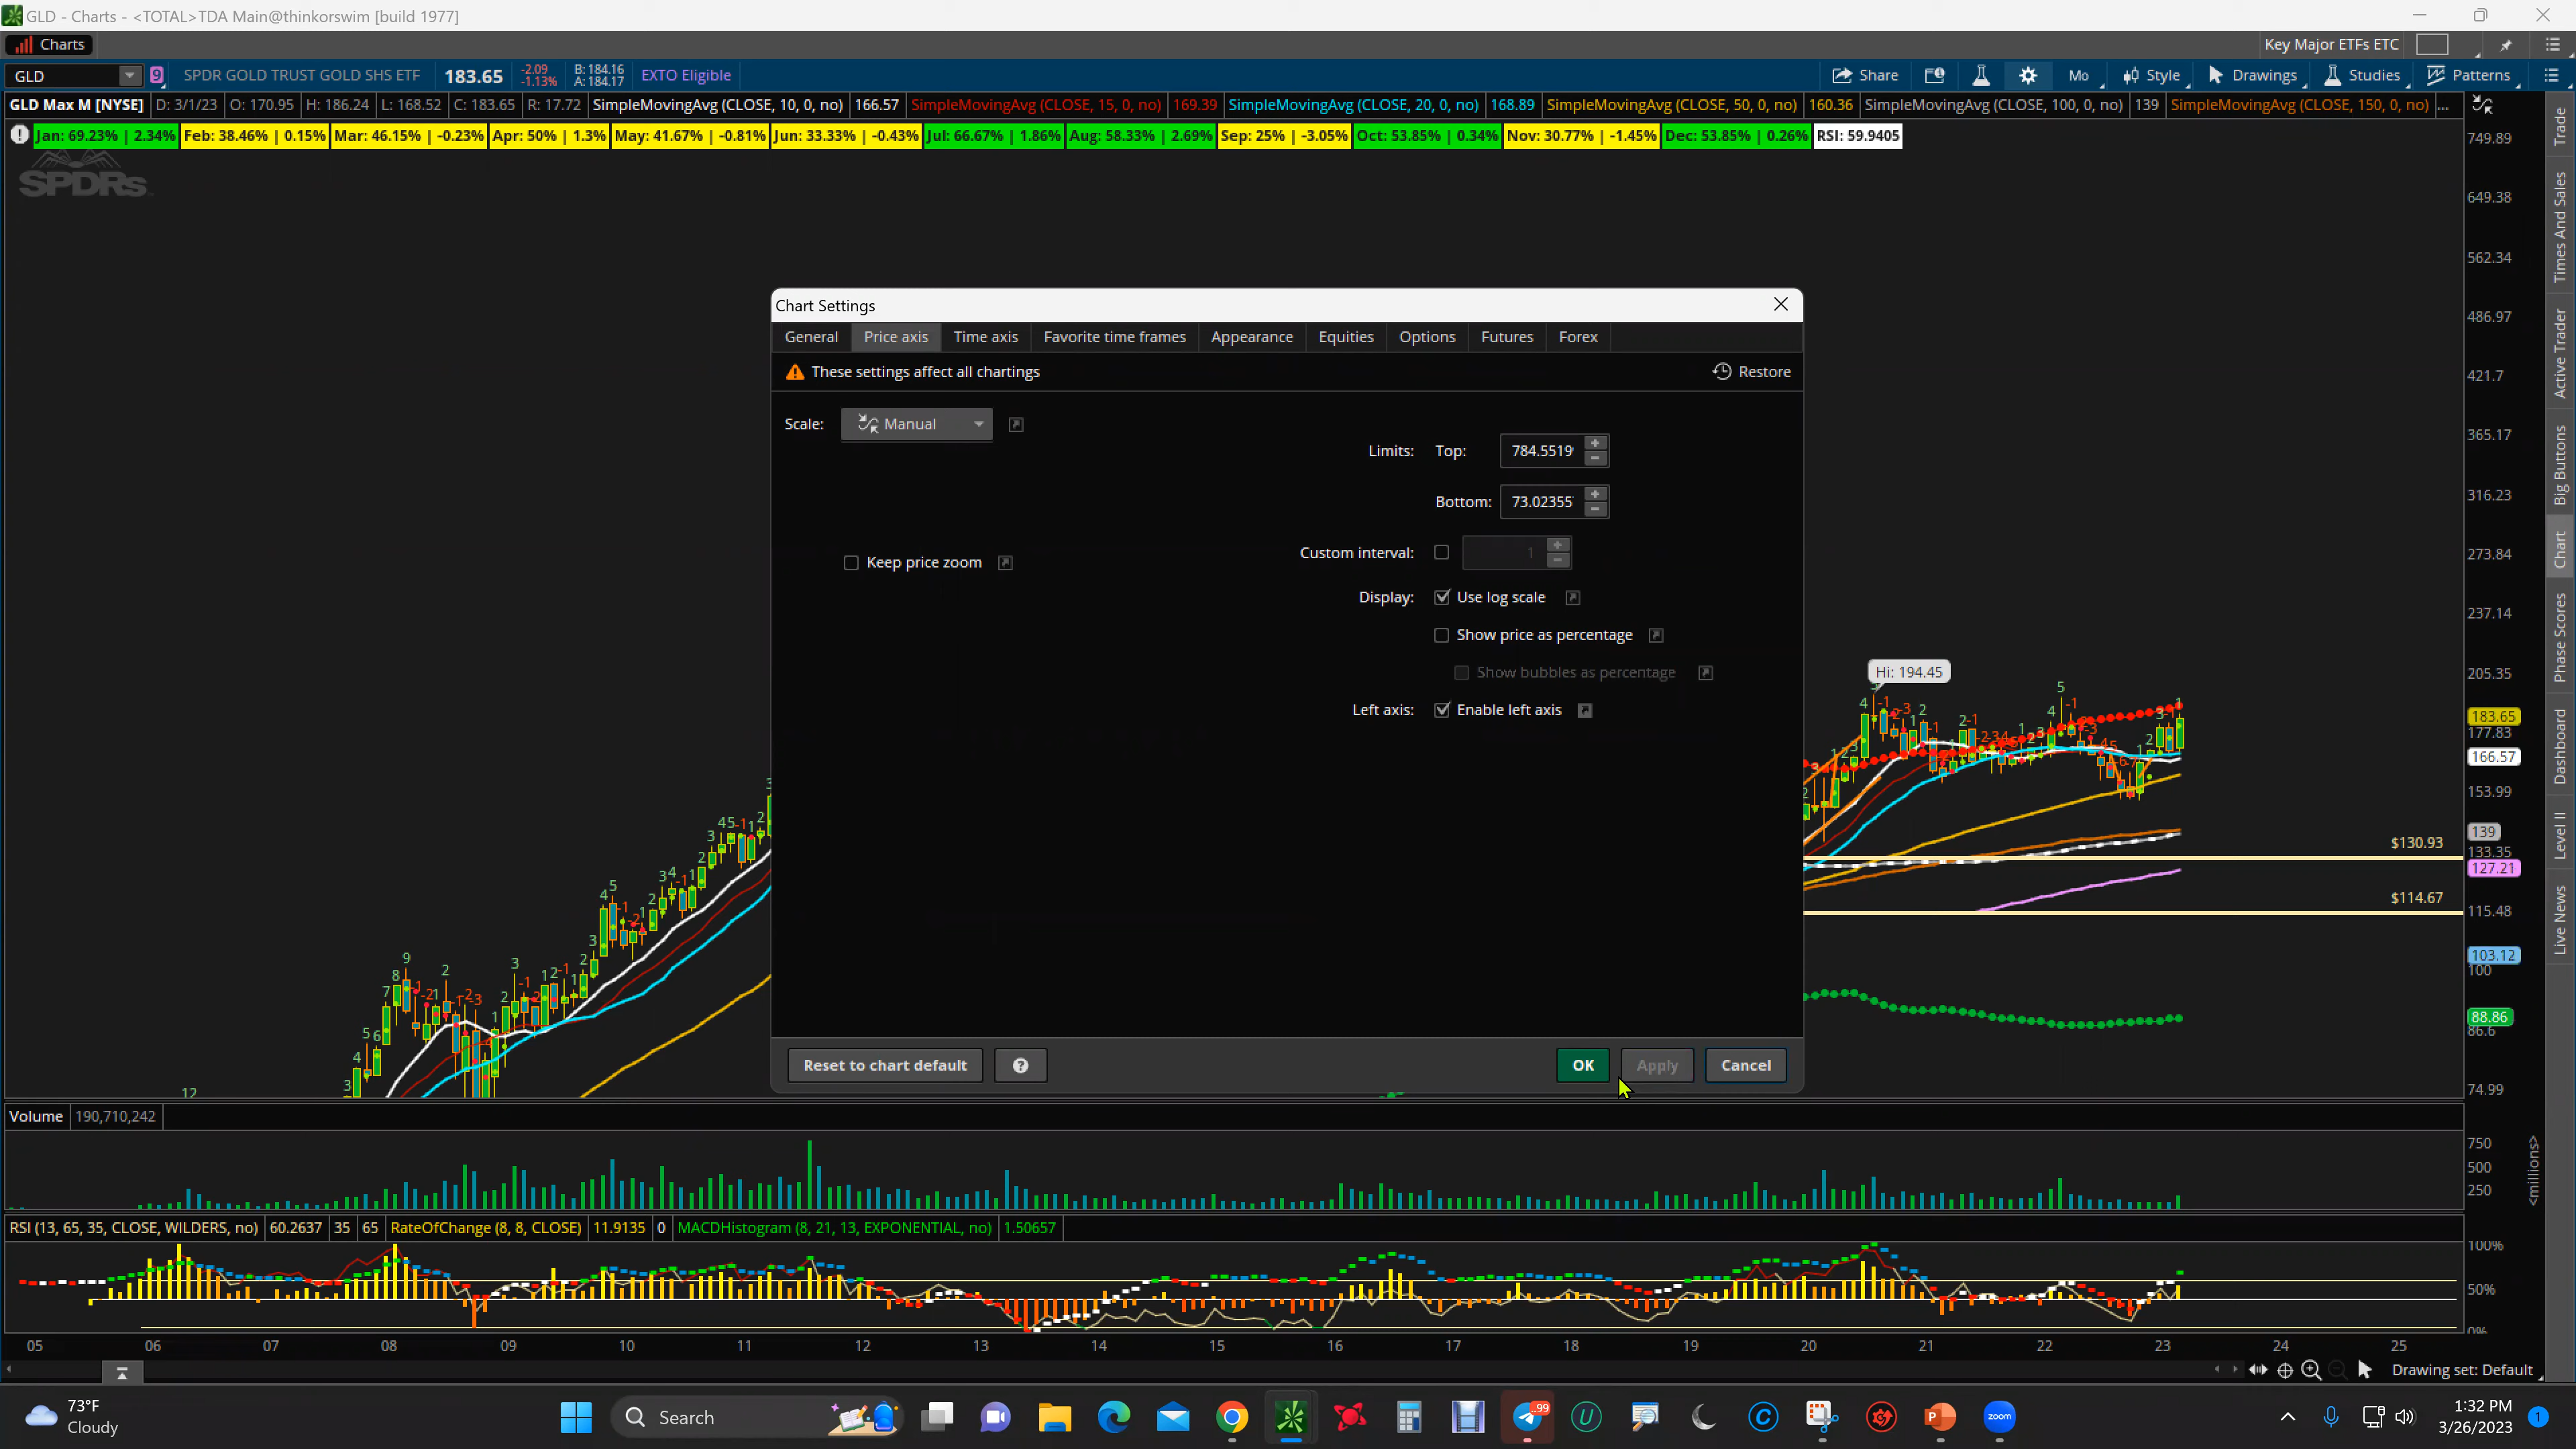 GLD - Charts - <TOTAL>TDA Main@thinkorswim [build 1977]
Charts
Key Major ETFs ETC
GLD
9
SPDR GOLD TRUST GOLD SHS ETF
183.65
-2.09
-1.13%
B: 184.16
A: 184.17
EXTO Eligible
Share
Mo
Style
Drawings
Studies
Patterns
GLD Max M [NYSE] D: 3/1/23 O: 170.95 H: 186.24 L: 168.52 C: 183.65 R: 17.72 SimpleMovingAvg (CLOSE, 10, 0, no) 166.57 SimpleMovingAvg (CLOSE, 15, 0, no) 169.39 SimpleMovingAvg (CLOSE, 20, 0, no) 168.89 SimpleMovingAvg (CLOSE, 50, 0, no) 160.36 SimpleMovingAvg (CLOSE, 100, 0, no) 139 SimpleMovingAvg (CLOSE, 150, 0, no) ...
Jan: 69.23% | 2.34% Feb: 38.46% | 0.15% Mar: 46.15% | -0.23% Apr: 50% | 1.3% May: 41.67% | -0.81% Jun: 33.33% | -0.43% Jul: 66.67% | 1.86% Aug: 58.33% | 2.69% Sep: 25% | -3.05% Oct: 53.85% | 0.34% Nov: 30.77% | -1.45% Dec: 53.85% | 0.26% RSI: 59.9405
SPDRs
749.89
649.38
562.34
486.97
421.7
365.17
316.23
273.84
237.14
205.35
183.65
177.83
166.57
153.99
139
133.35
127.21
115.48
103.12
100
88.86
86.6
74.99
Trade
Times And Sales
Active Trader
Big Buttons
Chart
Phase Scores
Dashboard
Level II
Live News
Chart Settings
General Price axis Time axis Favorite time frames Appearance Equities Options Futures Forex
These settings affect all chartings
Restore
Scale: Manual
Limits: Top: 784.5519
Bottom: 73.02355
Custom interval: 1
Keep price zoom
Display: Use log scale
Show price as percentage
Show bubbles as percentage
Left axis: Enable left axis
Reset to chart default
?
OK
Apply
Cancel
Hi: 194.45
$130.93
$114.67
Volume 190,710,242
750
500
250
<millions>
RSI (13, 65, 35, CLOSE, WILDERS, no) 60.2637 35 65 RateOfChange (8, 8, CLOSE) 11.9135 0 MACDHistogram (8, 21, 13, EXPONENTIAL, no) 1.50657
100%
50%
0%
05 06 07 08 09 10 11 12 13 14 15 16 17 18 19 20 21 22 23 24 25
Drawing set: Default
73°F
Cloudy
Search
99
zoom
1:32 PM
3/26/2023
1